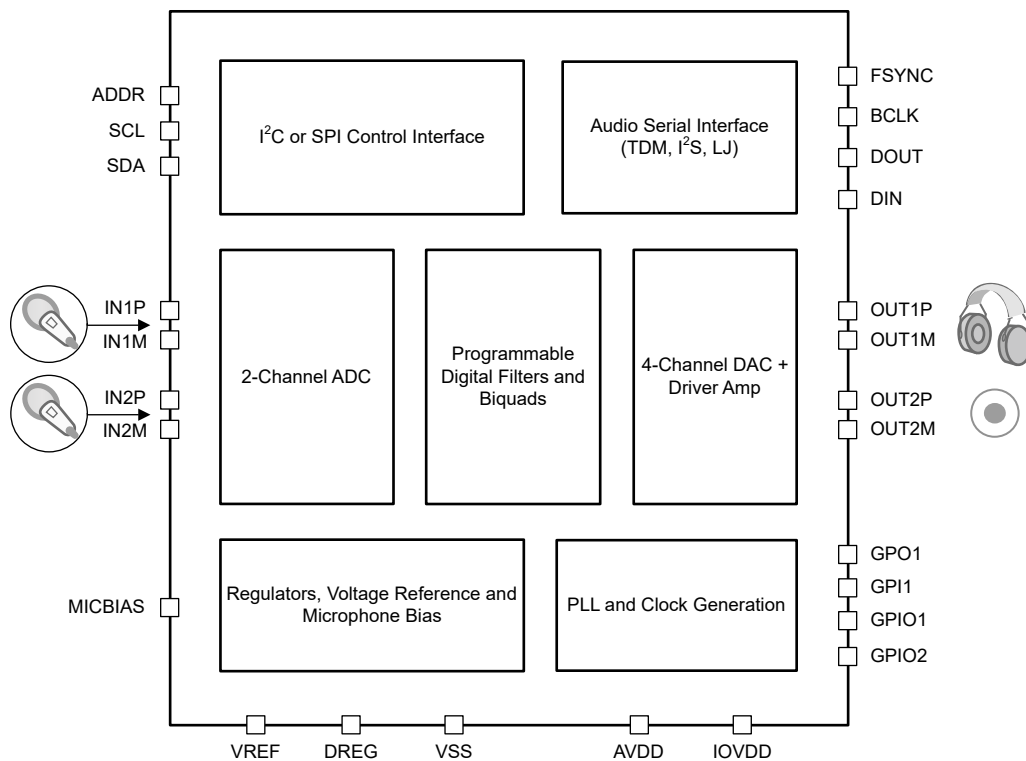 ADDR
SCL
SDA
I²C or SPI Control Interface
Audio Serial Interface
(TDM, I²S, LJ)
FSYNC
BCLK
DOUT
DIN
IN1P
IN1M
IN2P
IN2M
2-Channel ADC
Programmable
Digital Filters and
Biquads
4-Channel DAC +
Driver Amp
OUT1P
OUT1M
OUT2P
OUT2M
MICBIAS
Regulators, Voltage Reference and
Microphone Bias
PLL and Clock Generation
GPO1
GPI1
GPIO1
GPIO2
VREF
DREG
VSS
AVDD
IOVDD